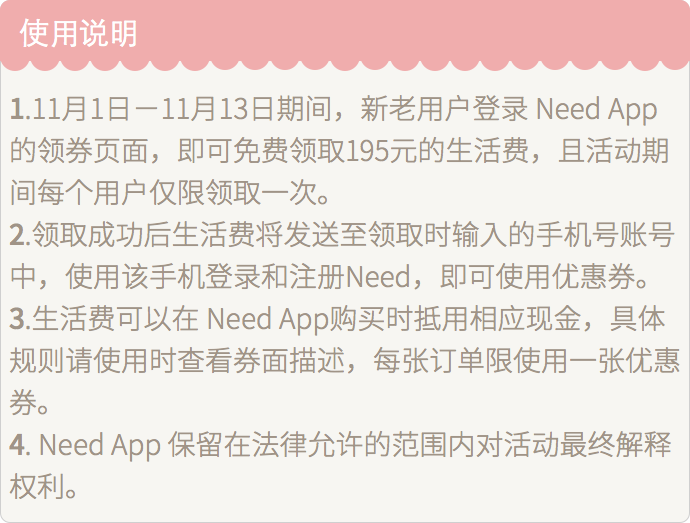 使用说明
1.11月1日－11月13日期间，新老用户登录 Need App
的领券页面，即可免费领取195元的生活费，且活动期
间每个用户仅限领取一次。
2.领取成功后生活费将发送至领取时输入的手机号账号
中，使用该手机登录和注册Need，即可使用优惠券。
3.生活费可以在 Need App购买时抵用相应现金，具体
规则请使用时查看券面描述，每张订单限使用一张优惠
券。
4. Need App 保留在法律允许的范围内对活动最终解释
权利。